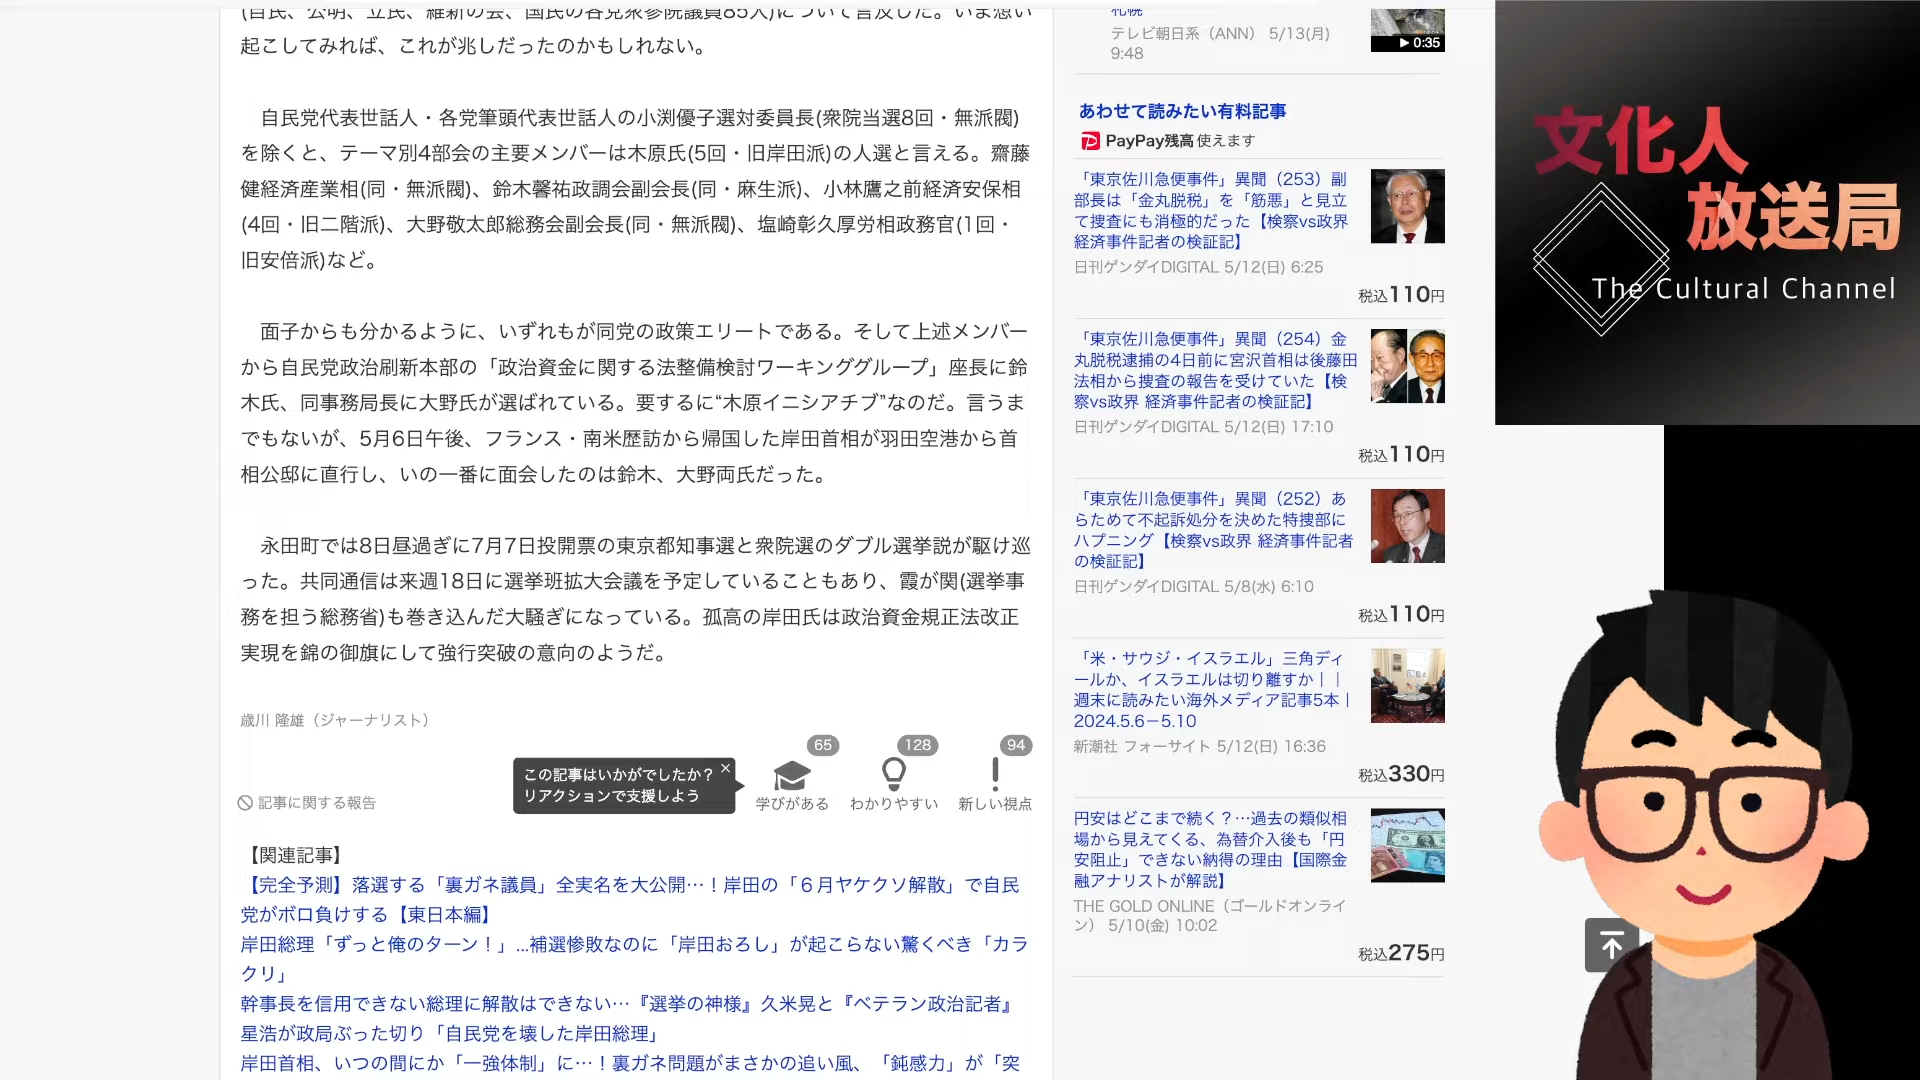 (自民、公明、立民、維新の会、国民の各党衆参院議員85人)について言及した。いま思い
起こしてみれば、これが兆しだったのかもしれない。
自民党代表世話人・各党筆頭代表世話人の小渕優子選対委員長(衆院当選8回・無派閥)
を除くと、テーマ別4部会の主要メンバーは木原氏(5回・旧岸田派)の人選と言える。齋藤
健経済産業相(同・無派閥)、鈴木馨祐政調会副会長(同・麻生派)、小林鷹之前経済安保相
(4回・旧二階派)、大野敬太郎総務会副会長(同・無派閥)、塩崎彰久厚労相政務官(1回・
旧安倍派)など。
面子からも分かるように、いずれもが同党の政策エリートである。そして上述メンバー
から自民党政治刷新本部の「政治資金に関する法整備検討ワーキンググループ」座長に鈴
木氏、同事務局長に大野氏が選ばれている。要するに“木原イニシアチブ”なのだ。言うま
でもないが、5月6日午後、フランス・南米歴訪から帰国した岸田首相が羽田空港から首
相公邸に直行し、いの一番に面会したのは鈴木、大野両氏だった。
永田町では8日昼過ぎに7月7日投開票の東京都知事選と衆院選のダブル選挙説が駆け巡
った。共同通信は来週18日に選挙班拡大会議を予定していることもあり、霞が関(選挙事
務を担う総務省)も巻き込んだ大騒ぎになっている。孤高の岸田氏は政治資金規正法改正
実現を錦の御旗にして強行突破の意向のようだ。
歳川 隆雄（ジャーナリスト）
記事に関する報告
この記事はいかがでしたか？ ×
リアクションで支援しよう
65
学びがある
128
わかりやすい
94
新しい視点
【関連記事】
【完全予測】落選する「裏ガネ議員」全実名を大公開…！岸田の「６月ヤケクソ解散」で自民
党がボロ負けする【東日本編】
岸田総理「ずっと俺のターン！」...補選惨敗なのに「岸田おろし」が起こらない驚くべき「カラ
クリ」
幹事長を信用できない総理に解散はできない…『選挙の神様』久米晃と『ベテラン政治記者』
星浩が政局ぶった切り「自民党を壊した岸田総理」
岸田首相、いつの間にか「一強体制」に…！裏ガネ問題がまさかの追い風、「鈍感力」が「突
札幌
テレビ朝日系（ANN） 5/13(月)
9:48
0:35
あわせて読みたい有料記事
PayPay残高 使えます
「東京佐川急便事件」異聞（253）副
部長は「金丸脱税」を「筋悪」と見立
て捜査にも消極的だった【検察vs政界
経済事件記者の検証記】
日刊ゲンダイDIGITAL 5/12(日) 6:25
税込110円
「東京佐川急便事件」異聞（254）金
丸脱税逮捕の4日前に宮沢首相は後藤田
法相から捜査の報告を受けていた【検
察vs政界 経済事件記者の検証記】
日刊ゲンダイDIGITAL 5/12(日) 17:10
税込110円
「東京佐川急便事件」異聞（252）あ
らためて不起訴処分を決めた特捜部に
ハプニング【検察vs政界 経済事件記者
の検証記】
日刊ゲンダイDIGITAL 5/8(水) 6:10
税込110円
「米・サウジ・イスラエル」三角ディ
ールか、イスラエルは切り離すか｜｜
週末に読みたい海外メディア記事5本｜
2024.5.6－5.10
新潮社 フォーサイト 5/12(日) 16:36
税込330円
円安はどこまで続く？…過去の類似相
場から見えてくる、為替介入後も「円
安阻止」できない納得の理由【国際金
融アナリストが解説】
THE GOLD ONLINE（ゴールドオンライ
ン） 5/10(金) 10:02
税込275円
文化人
放送局
The Cultural Channel